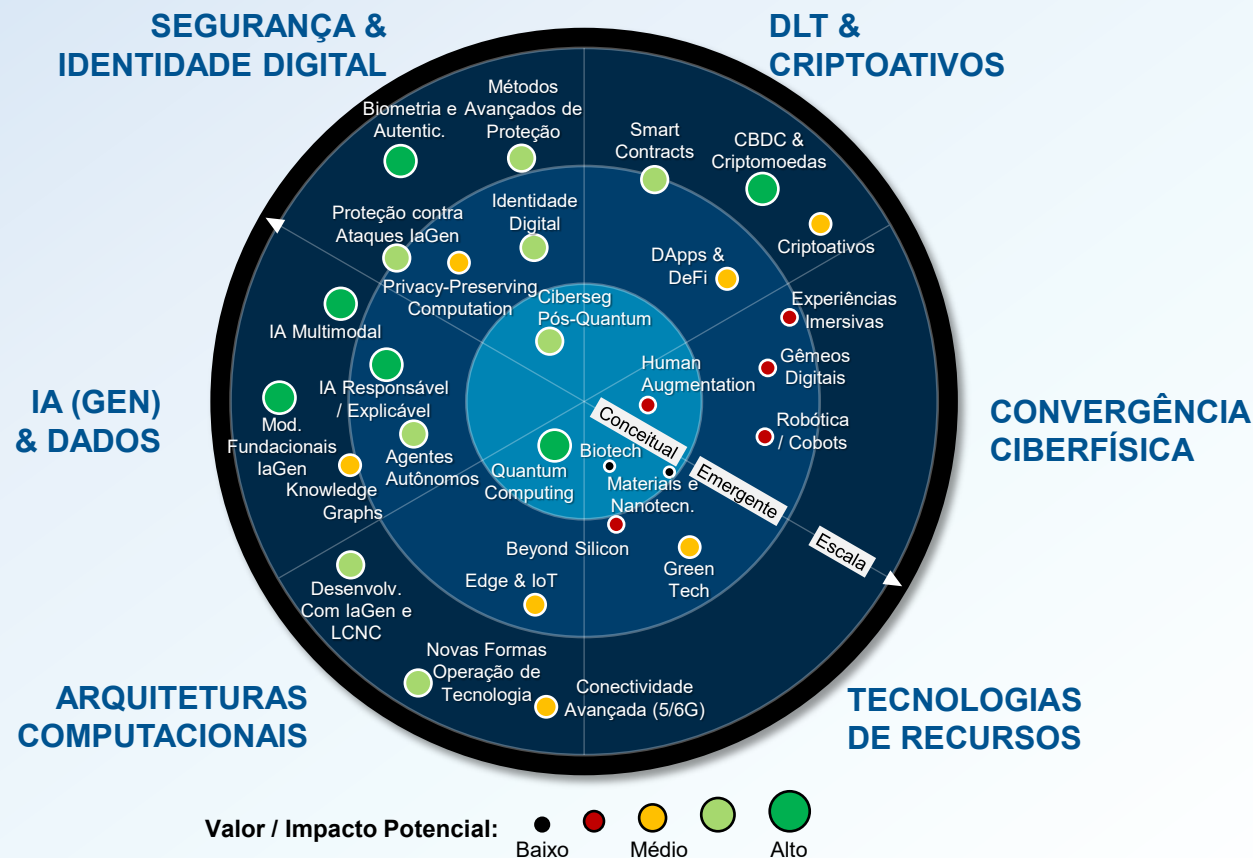 SEGURANÇA &
IDENTIDADE DIGITAL
DLT &
CRIPTOATIVOS
Biometria e
Autentic.
Métodos
Avançados de
Proteção
Smart
Contracts
CBDC &
Criptomoedas
Criptoativos
Proteção contra
Ataques IaGen
Identidade
Digital
Privacy-Preserving
Computation
DApps &
DeFi
Ciberseg
Pós-Quantum
Experiências
Imersivas
IA Multimodal
Human
Augmentation
Gêmeos
Digitais
IA (GEN)
& DADOS
IA Responsável
/ Explicável
Mod.
Fundacionais
IaGen
Agentes
Autônomos
Knowledge
Graphs
Robótica
/ Cobots
CONVERGÊNCIA
CIBERFÍSICA
Conceitual
Emergente
Escala
Quantum
Computing
Biotech
Materiais e
Nanotecn.
Beyond Silicon
Green
Tech
Edge & IoT
Desenvolv.
Com IaGen e
LCNC
Novas Formas
Operação de
Tecnologia
Conectividade
Avançada (5/6G)
ARQUITETURAS
COMPUTACIONAIS
TECNOLOGIAS
DE RECURSOS
Valor / Impacto Potencial:
Baixo
Médio
Alto